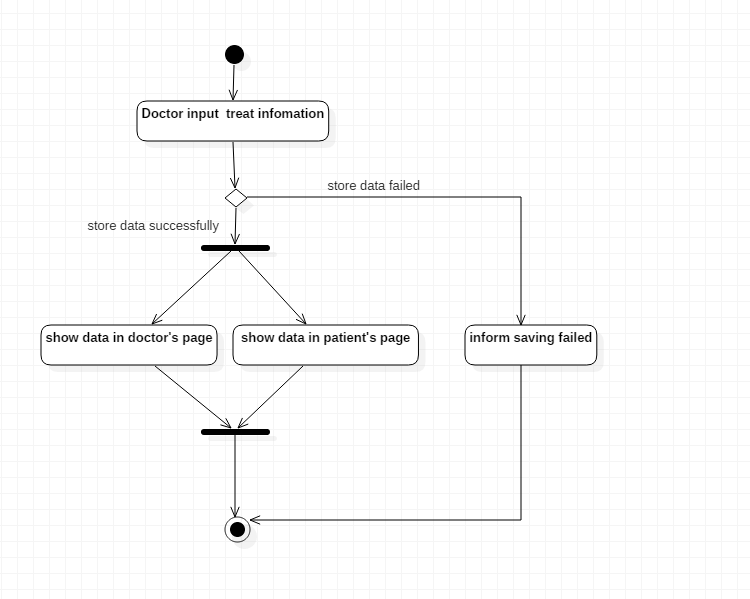 Doctor input  treat infomation
store data failed
store data successfully
show data in doctor's page
show data in patient's page
inform saving failed